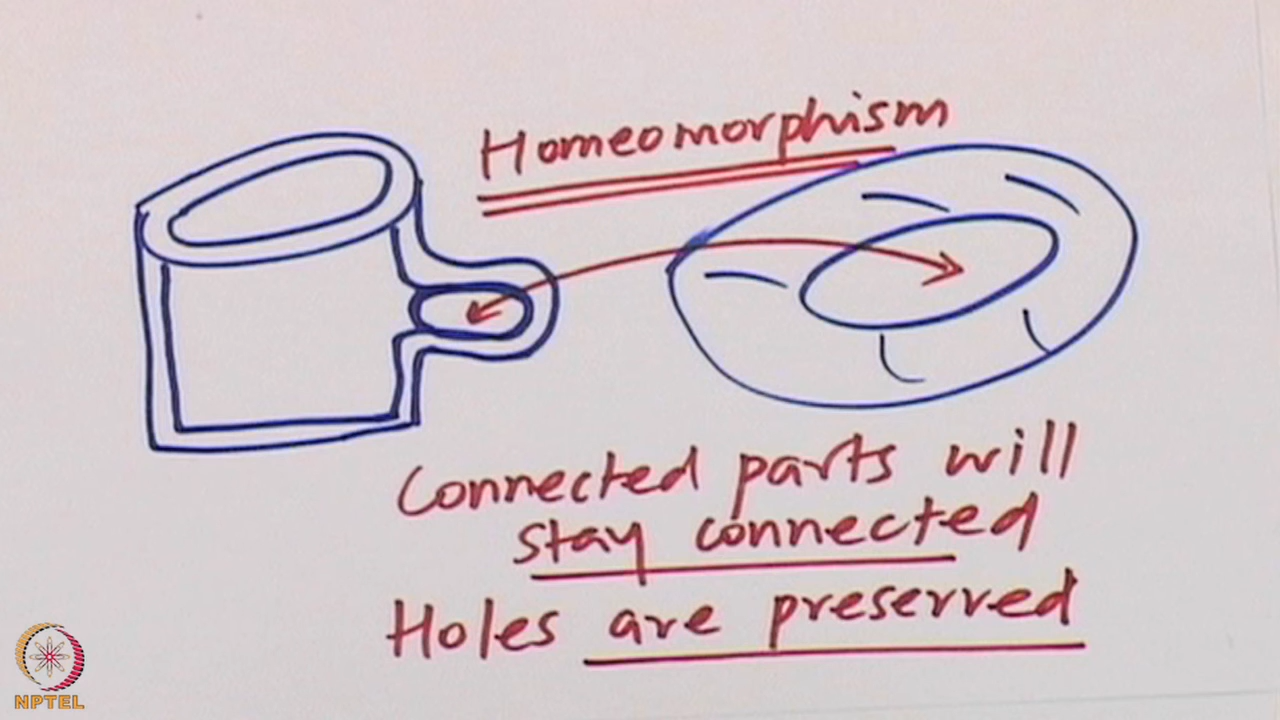 Homeomorphism
Connected parts will
stay connected
Holes are preserved
NPTEL